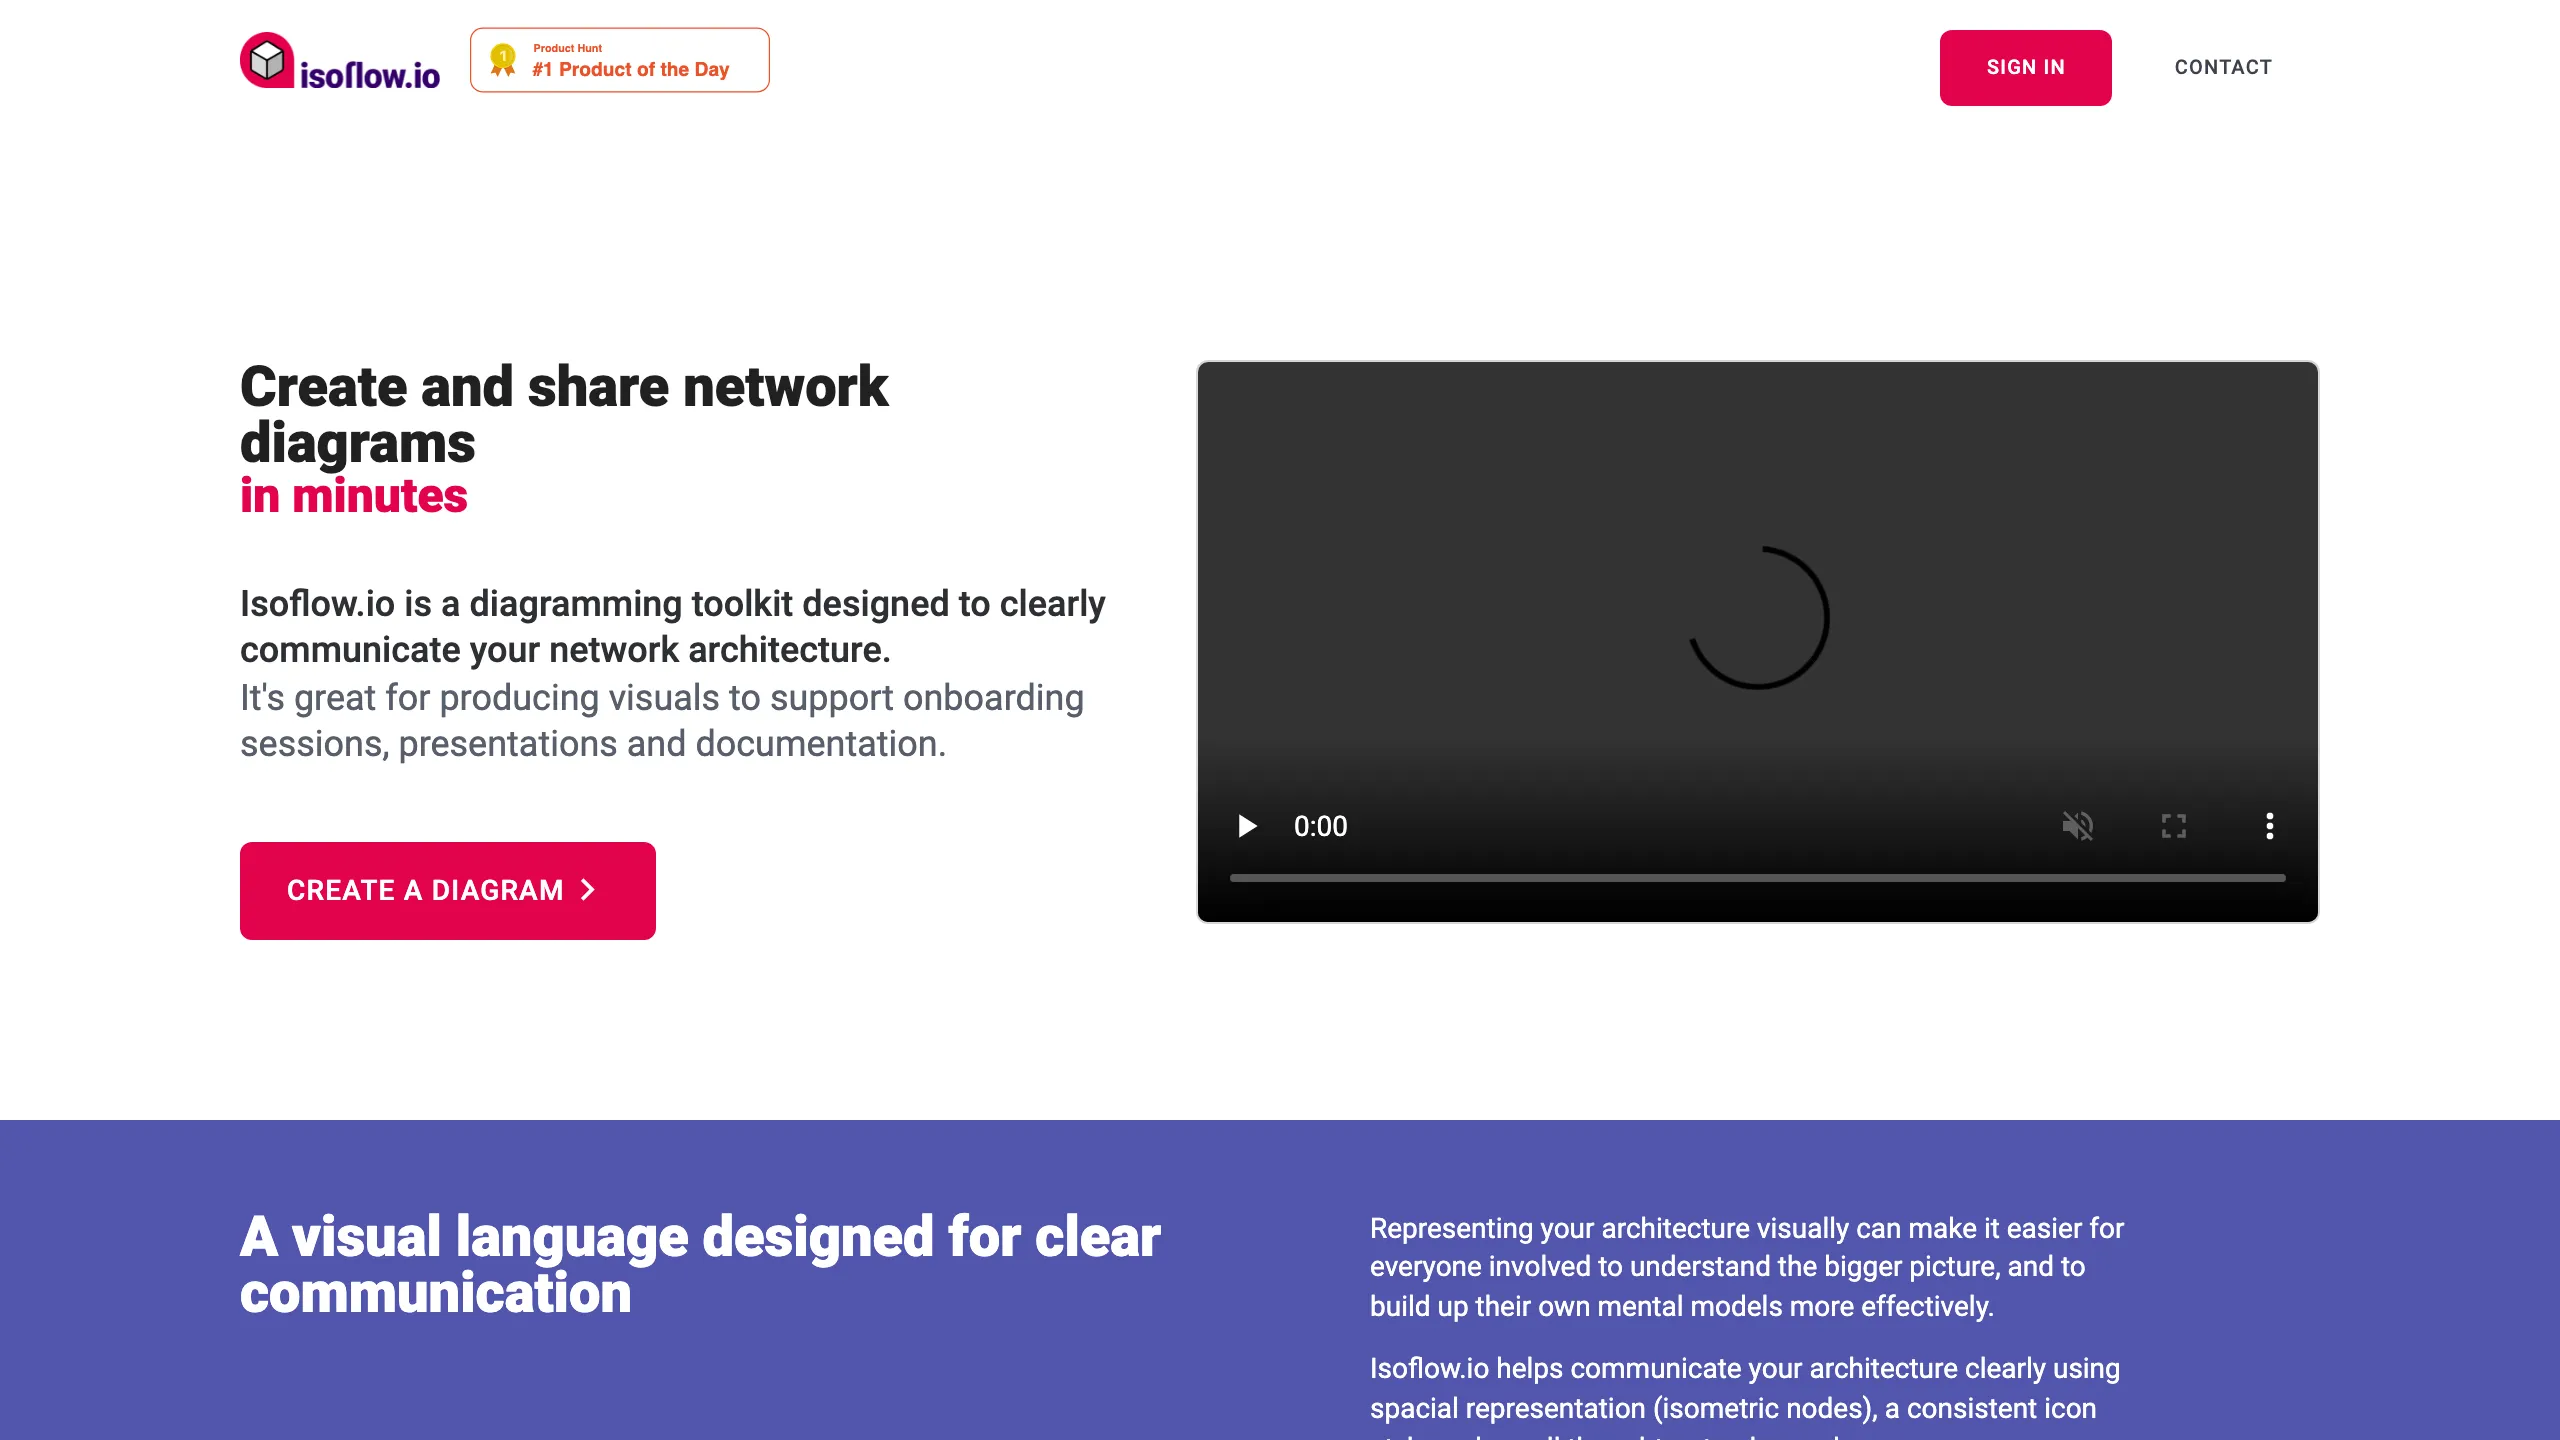 isoflow.io
Product Hunt
#1 Product of the Day
1
SIGN IN
CONTACT
Create and share network
diagrams
in minutes
Isoflow.io is a diagramming toolkit designed to clearly
communicate your network architecture.
It's great for producing visuals to support onboarding
sessions, presentations and documentation.
CREATE A DIAGRAM
0:00
A visual language designed for clear
communication
Representing your architecture visually can make it easier for
everyone involved to understand the bigger picture, and to
build up their own mental models more effectively.
Isoflow.io helps communicate your architecture clearly using
spacial representation (isometric nodes), a consistent icon